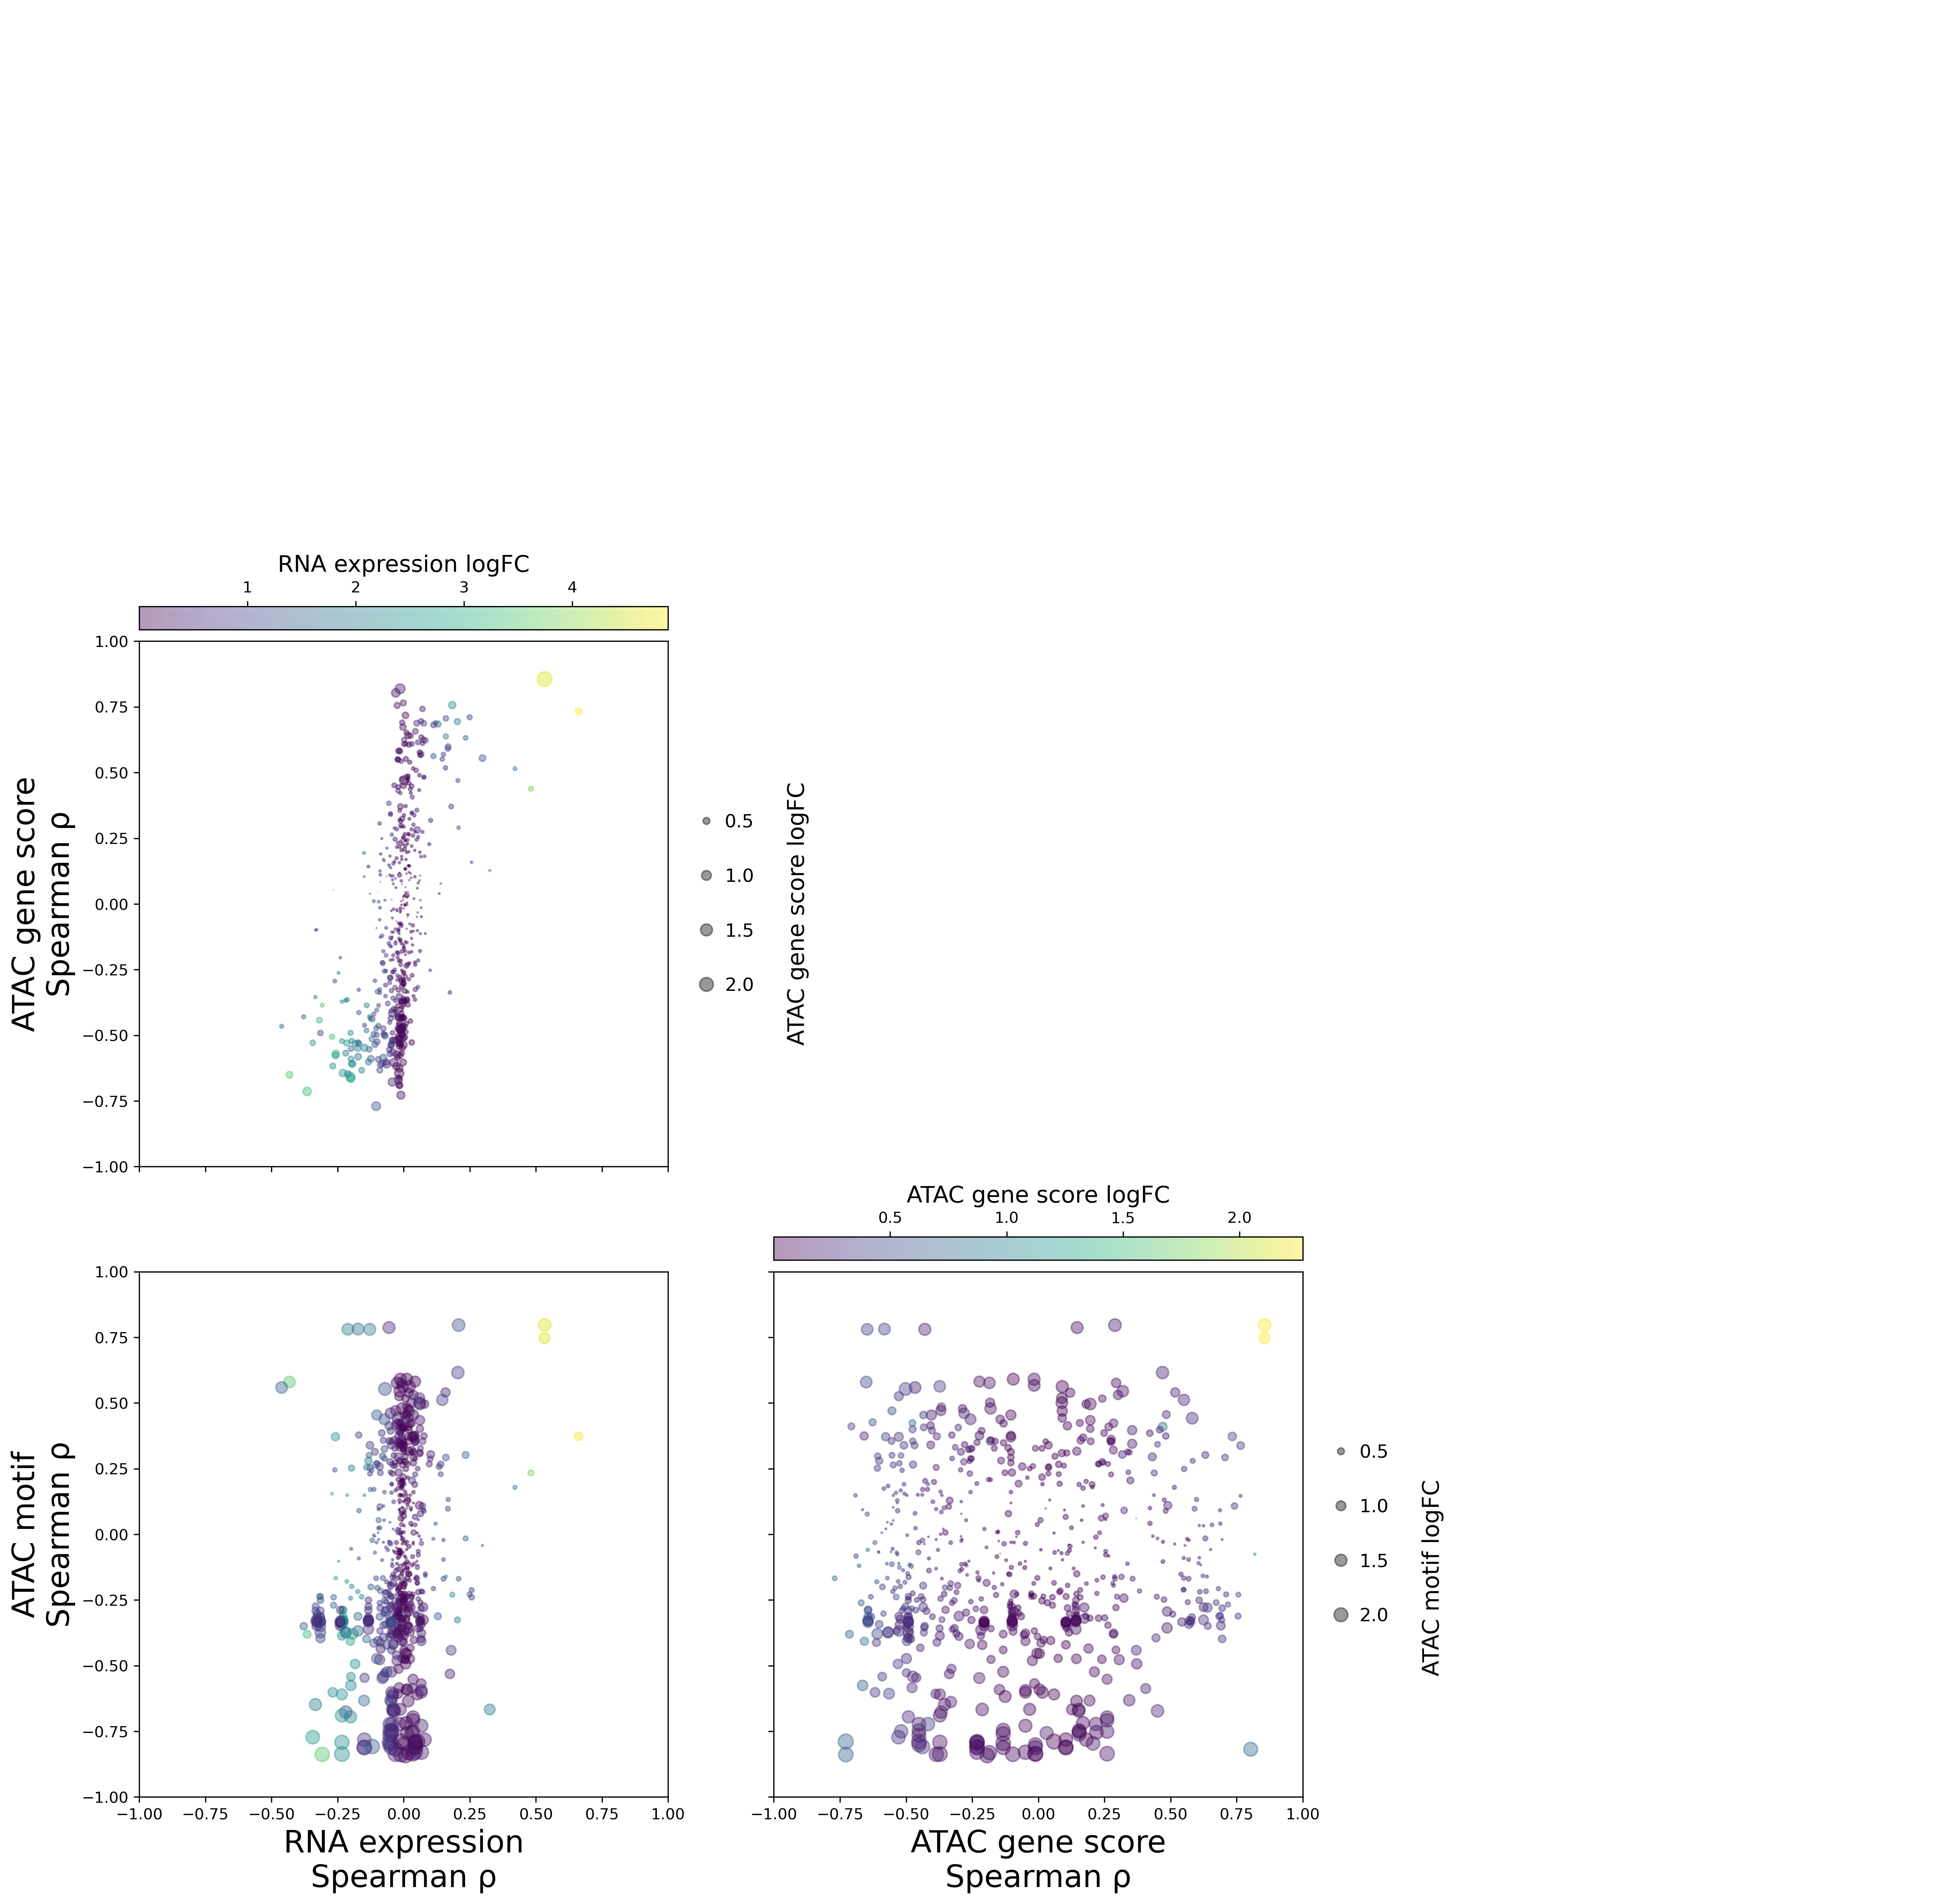 RNA expression logFC
1 2 3 4
1.00
0.75
0.50
0.25
0.00
−0.25
−0.50
−0.75
−1.00
ATAC gene score
Spearman ρ
0.5
1.0
1.5
2.0
ATAC gene score logFC
ATAC gene score logFC
0.5 1.0 1.5 2.0
1.00
0.75
0.50
0.25
0.00
−0.25
−0.50
−0.75
−1.00
ATAC motif
Spearman ρ
−1.00 −0.75 −0.50 −0.25 0.00 0.25 0.50 0.75 1.00
RNA expression
Spearman ρ
−1.00 −0.75 −0.50 −0.25 0.00 0.25 0.50 0.75 1.00
ATAC gene score
Spearman ρ
0.5
1.0
1.5
2.0
ATAC motif logFC